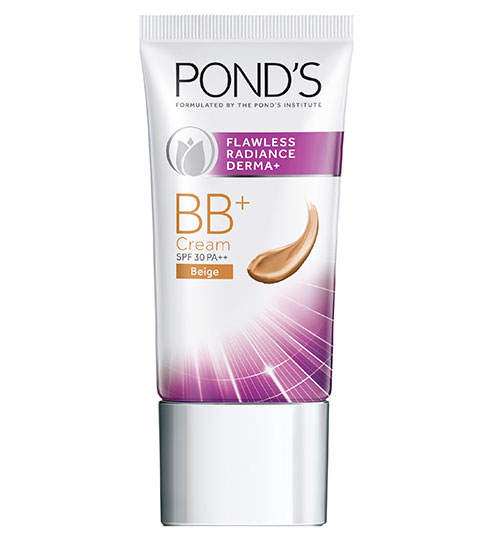 POND'S
FORMULATED BY THE POND'S INSTITUTE
FLAWLESS
RADIANCE
DERMA+
BB+
Cream
SPF 30 PA++
Beige